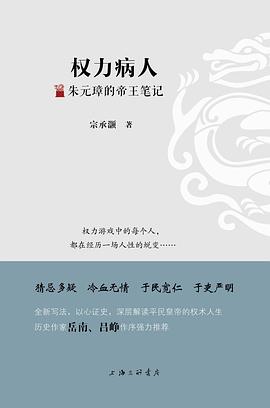 权力病人
朱元璋的帝王笔记
宗承灏 著
权力游戏中的每个人，
都在经历一场人性的蜕变……
猜忌多疑 冷血无情 于民宽仁 于吏严明
全新写法，以心证史，深层解读平民皇帝的权术人生
历史作家岳南、吕峥作序强力推荐
上海三联书店